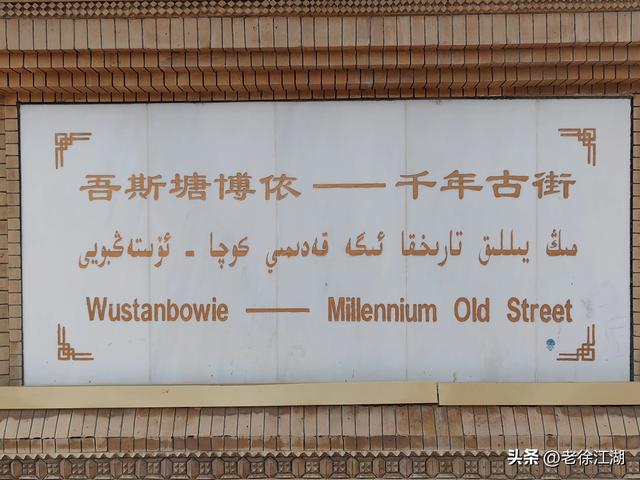 吾斯塘博依——千年古街
مىڭ يىللىق تارىخقا ئىگە قەدىمىي كوچا - ئۆستەڭبويى
Wustanbowie —— Millennium Old Street
头条 @老徐江湖